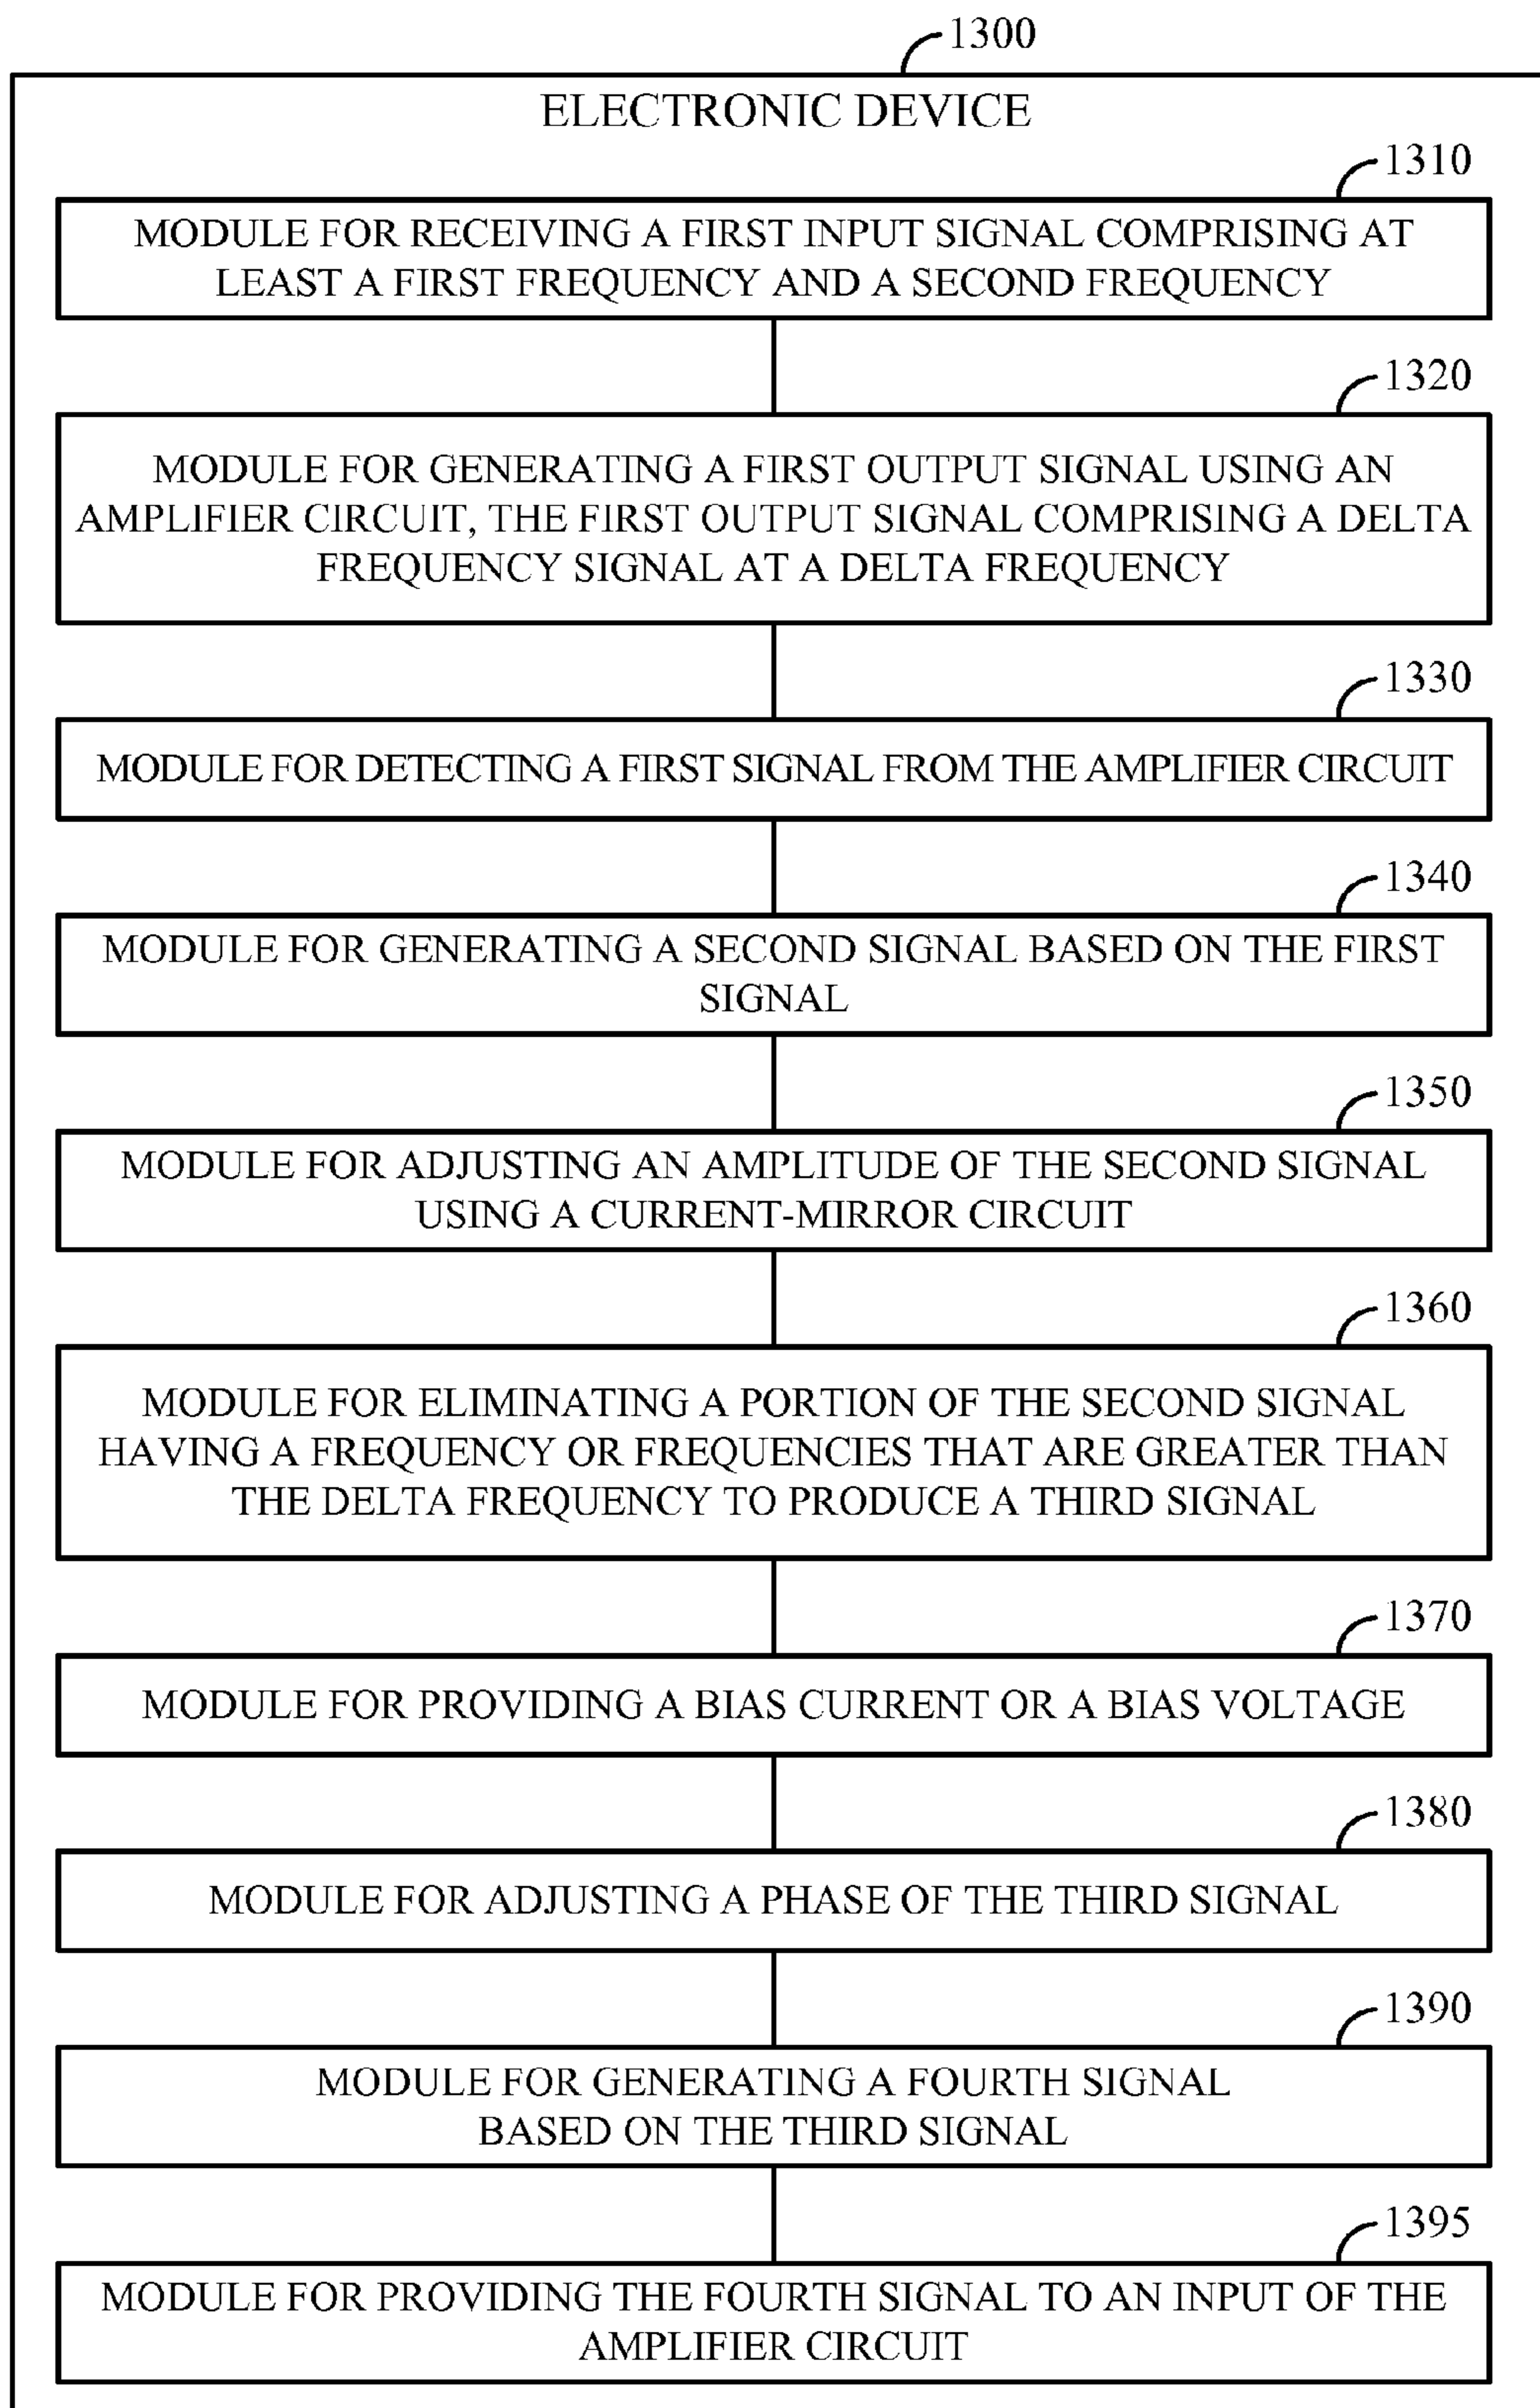 1300
ELECTRONIC DEVICE
1310
MODULE FOR RECEIVING A FIRST INPUT SIGNAL COMPRISING AT
LEAST A FIRST FREQUENCY AND A SECOND FREQUENCY
1320
MODULE FOR GENERATING A FIRST OUTPUT SIGNAL USING AN
AMPLIFIER CIRCUIT, THE FIRST OUTPUT SIGNAL COMPRISING A DELTA
FREQUENCY SIGNAL AT A DELTA FREQUENCY
1330
MODULE FOR DETECTING A FIRST SIGNAL FROM THE AMPLIFIER CIRCUIT
1340
MODULE FOR GENERATING A SECOND SIGNAL BASED ON THE FIRST
SIGNAL
1350
MODULE FOR ADJUSTING AN AMPLITUDE OF THE SECOND SIGNAL
USING A CURRENT-MIRROR CIRCUIT
1360
MODULE FOR ELIMINATING A PORTION OF THE SECOND SIGNAL
HAVING A FREQUENCY OR FREQUENCIES THAT ARE GREATER THAN
THE DELTA FREQUENCY TO PRODUCE A THIRD SIGNAL
1370
MODULE FOR PROVIDING A BIAS CURRENT OR A BIAS VOLTAGE
1380
MODULE FOR ADJUSTING A PHASE OF THE THIRD SIGNAL
1390
MODULE FOR GENERATING A FOURTH SIGNAL
BASED ON THE THIRD SIGNAL
1395
MODULE FOR PROVIDING THE FOURTH SIGNAL TO AN INPUT OF THE
AMPLIFIER CIRCUIT